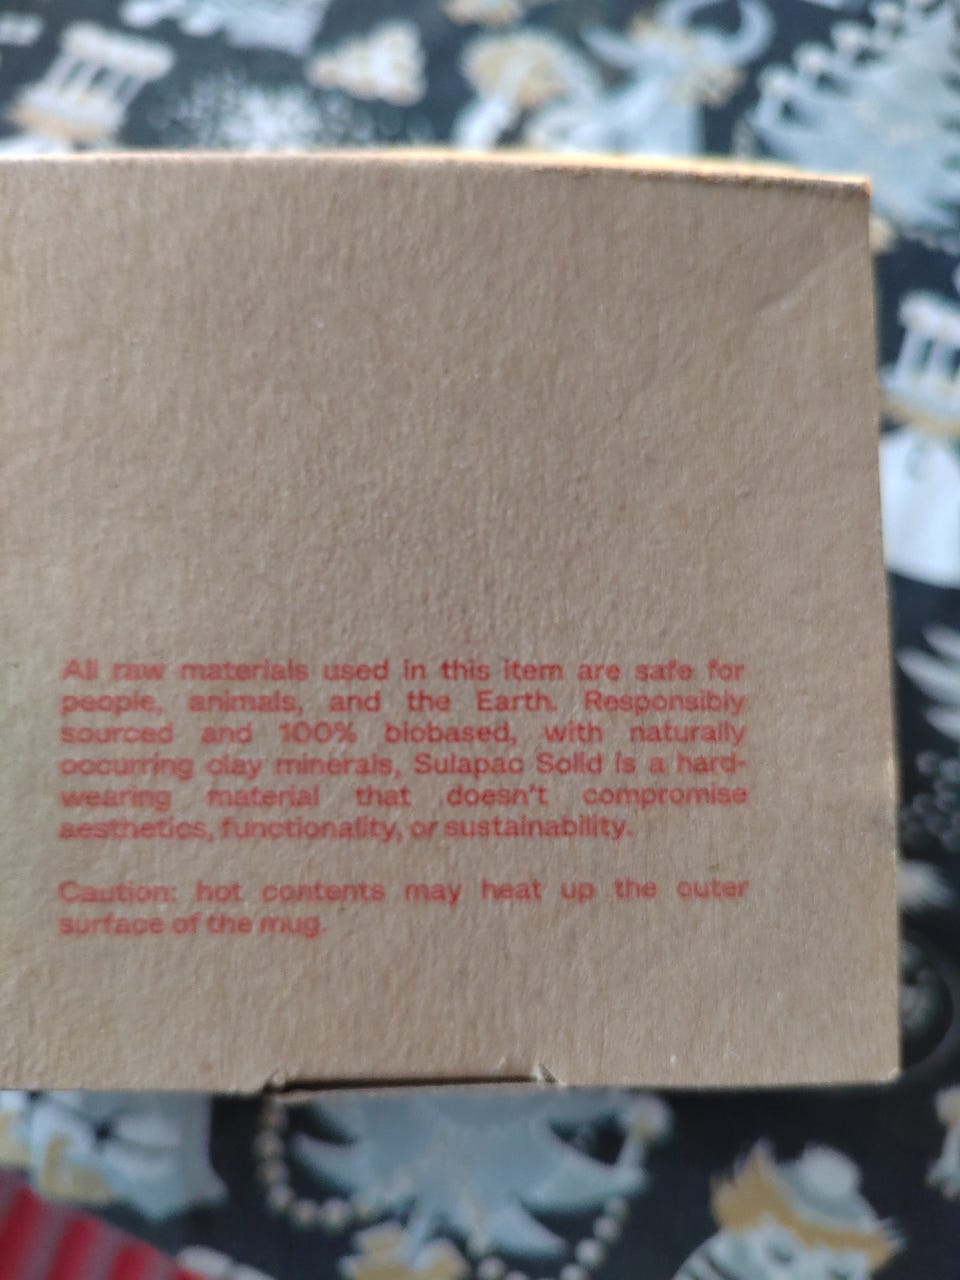 All raw materials used in this item are safe for
people, animals, and the Earth. Responsibly
sourced and 100% biobased, with naturally
occurring clay minerals, Sulapac Solid is a hard-
wearing material that doesn't compromise
aesthetics, functionality, or sustainability.
Caution: hot contents may heat up the outer
surface of the mug.